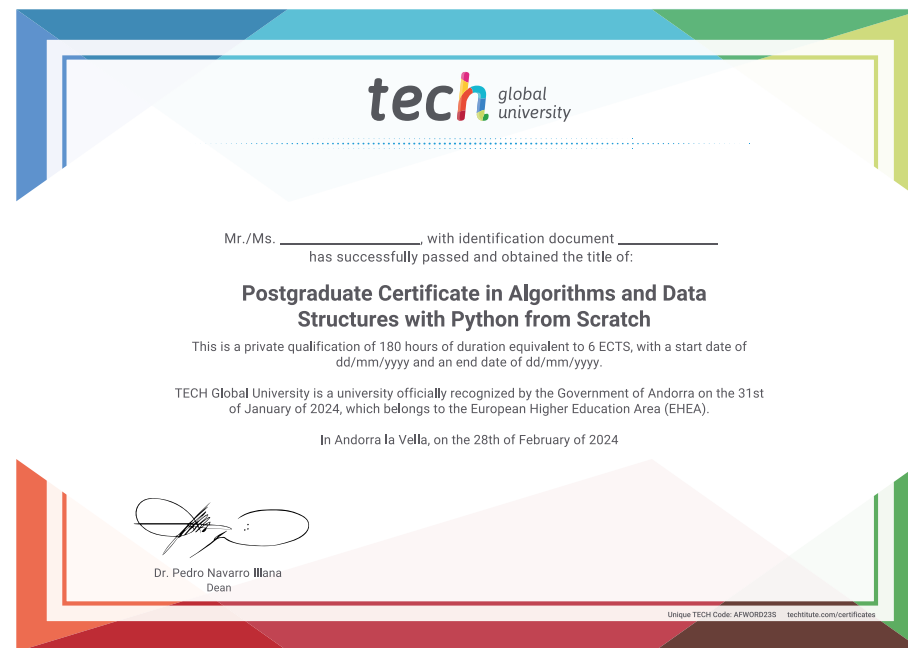 tech global university
Mr./Ms. ____________________, with identification document ______________
has successfully passed and obtained the title of:
Postgraduate Certificate in Algorithms and Data
Structures with Python from Scratch
This is a private qualification of 180 hours of duration equivalent to 6 ECTS, with a start date of
dd/mm/yyyy and an end date of dd/mm/yyyy.
TECH Global University is a university officially recognized by the Government of Andorra on the 31st
of January of 2024, which belongs to the European Higher Education Area (EHEA).
In Andorra la Vella, on the 28th of February of 2024
Dr. Pedro Navarro Illana
Dean
Unique TECH Code: AFWORD23S techtitute.com/certificates